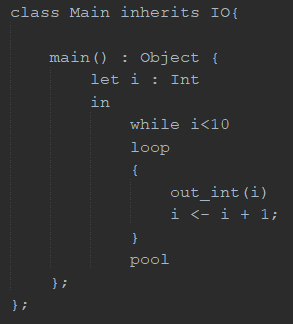 class Main inherits IO{
main() : Object {
let i : Int
in
while i<10
loop
{
out_int(i)
i <- i + 1;
}
pool
};
};